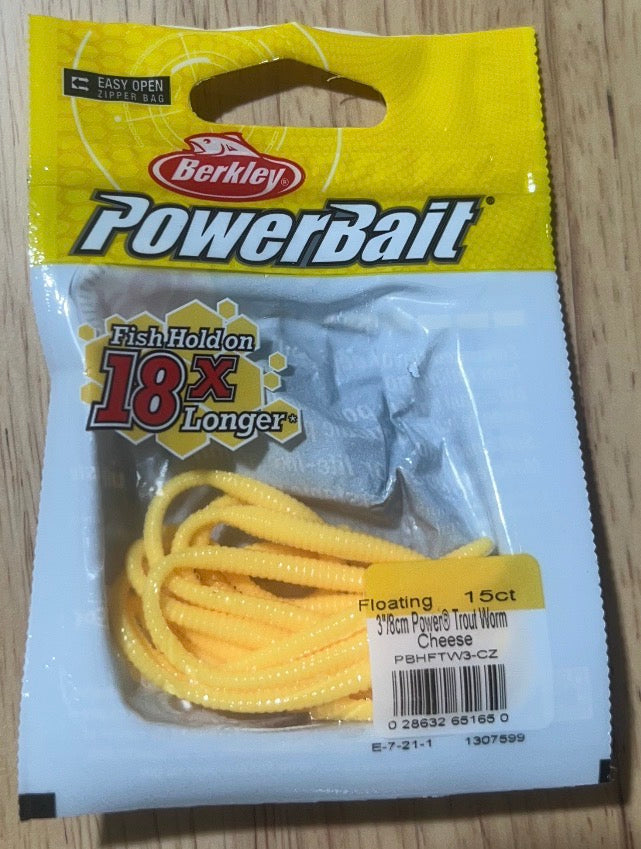 EASY OPEN
ZIPPER BAG
Berkley®
PowerBait®
Fish Hold on
18x
Longer*
Floating 15ct
3"/8cm Power® Trout Worm
Cheese
PBHFTW3-CZ
0 28632 65165 0
E-7-21-1 1307599